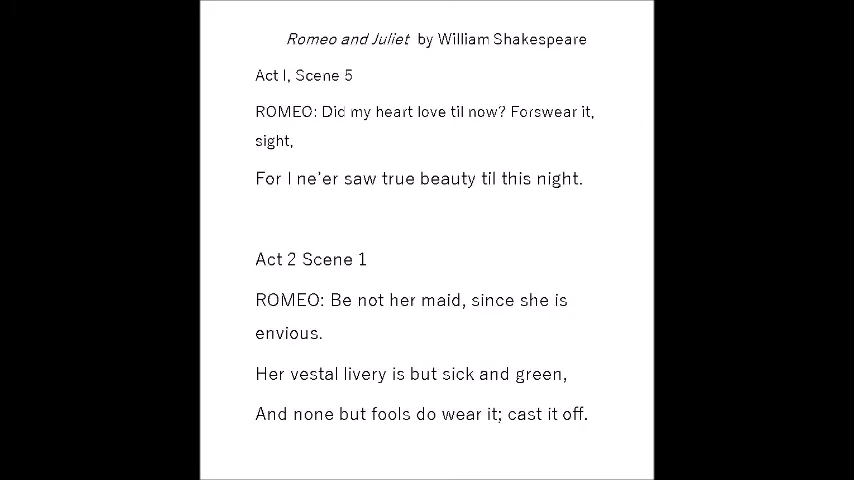 Romeo and Juliet by William Shakespeare
Act I, Scene 5
ROMEO: Did my heart love til now? Forswear it,
sight,
For I ne'er saw true beauty til this night.
Act 2 Scene 1
ROMEO: Be not her maid, since she is
envious.
Her vestal livery is but sick and green,
And none but fools do wear it; cast it off.